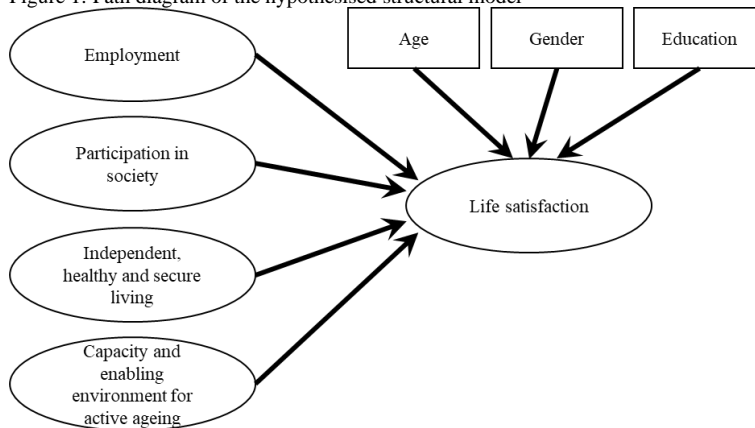 Figure 1. Path diagram of the hypothesised structural model
Employment
Age
Gender
Education
Participation in
society
Life satisfaction
Independent,
healthy and secure
living
Capacity and
enabling
environment for
active ageing